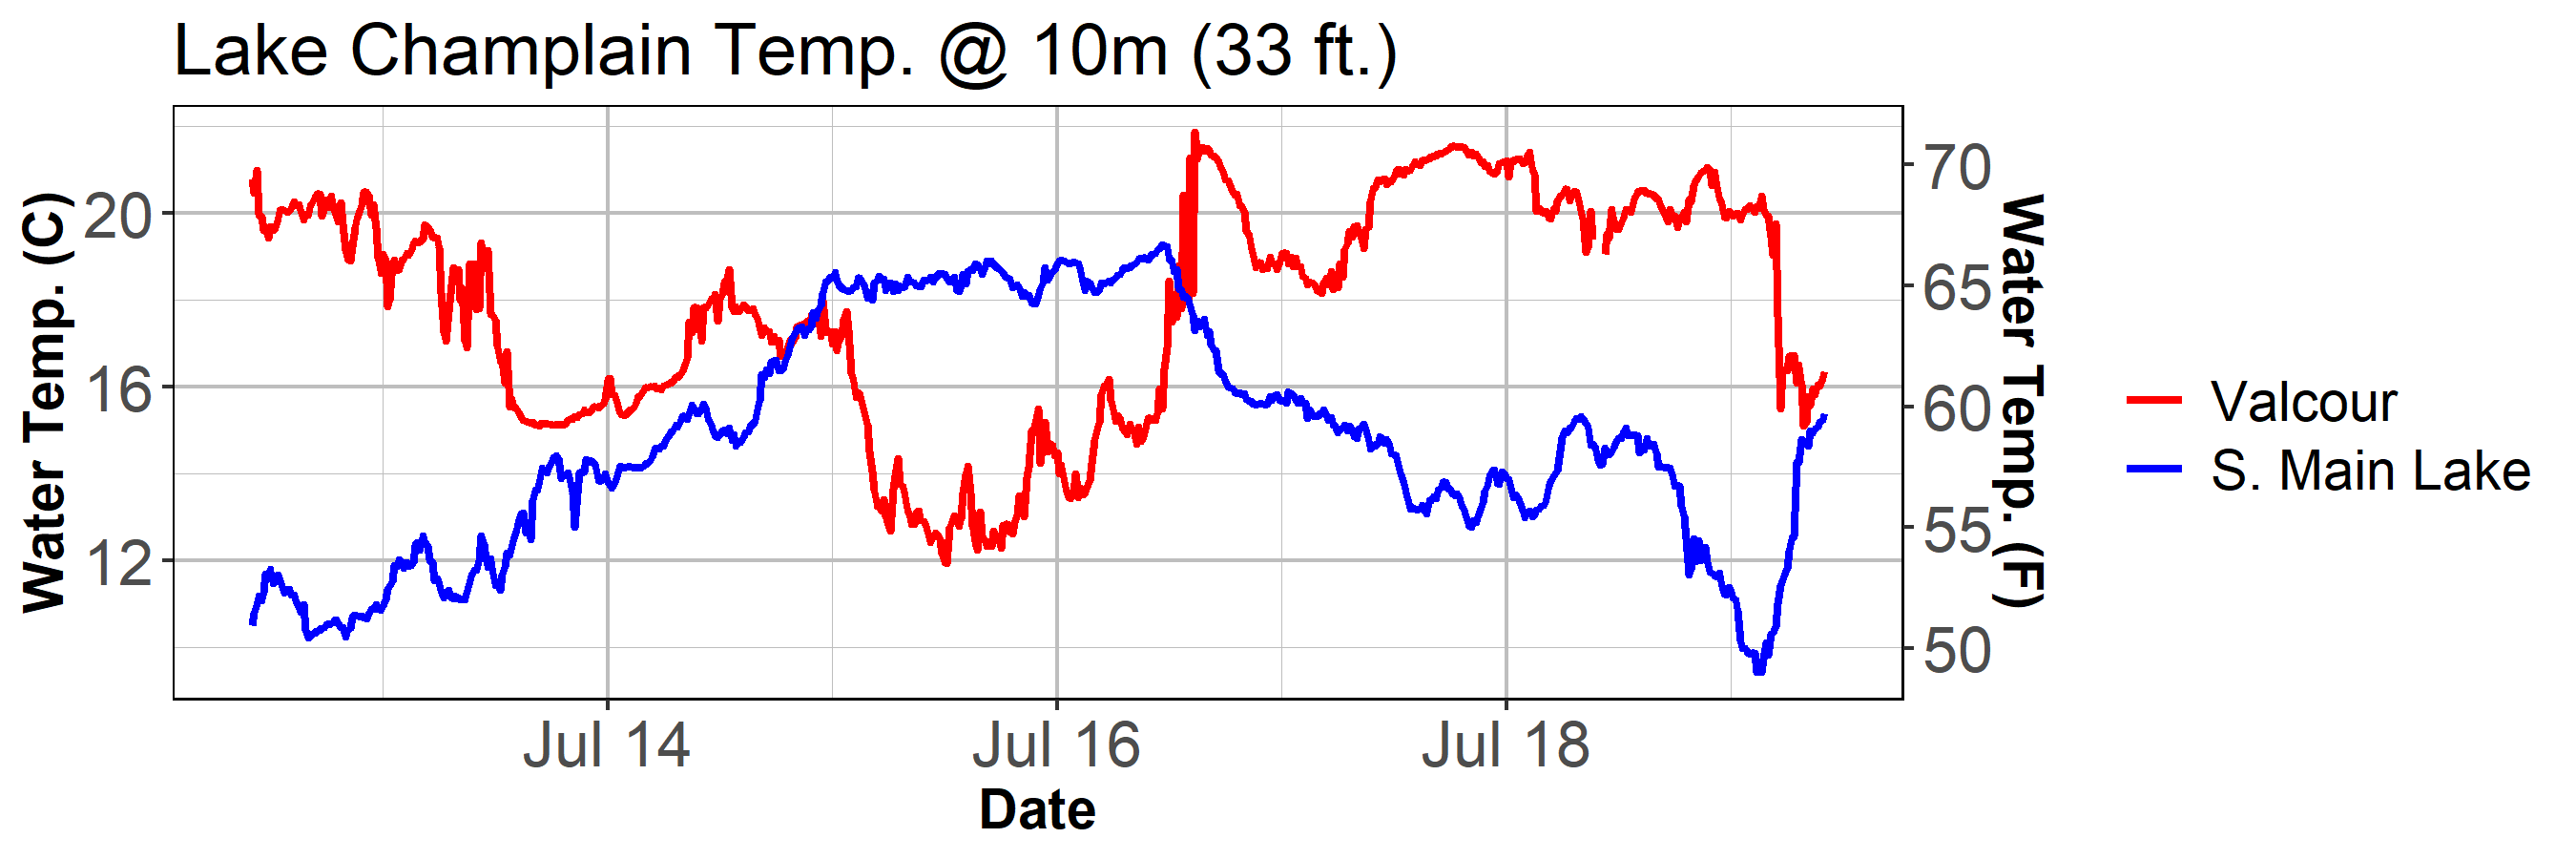 Lake Champlain Temp. @ 10m (33 ft.)
Water Temp. (C)
20
16
12
70
65
60
55
50
Water Temp. (F)
Jul 14
Jul 16
Jul 18
Date
Valcour
S. Main Lake